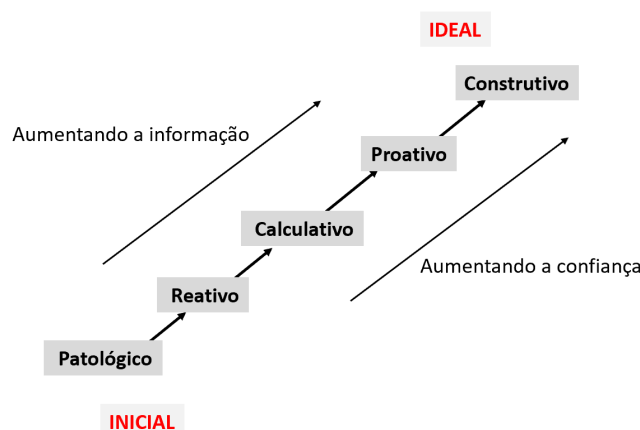 IDEAL
Construtivo
Aumentando a informação
Proativo
Calculativo
Aumentando a confiança
Reativo
Patológico
INICIAL